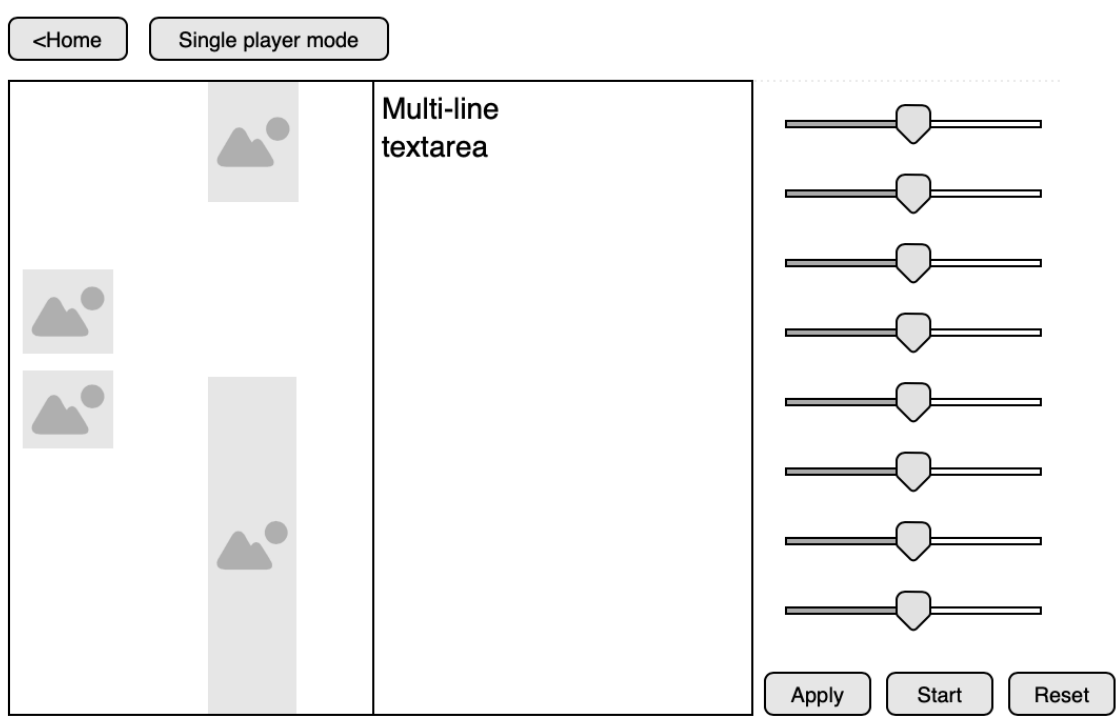 <Home
Single player mode
Multi-line
textarea
Apply
Start
Reset